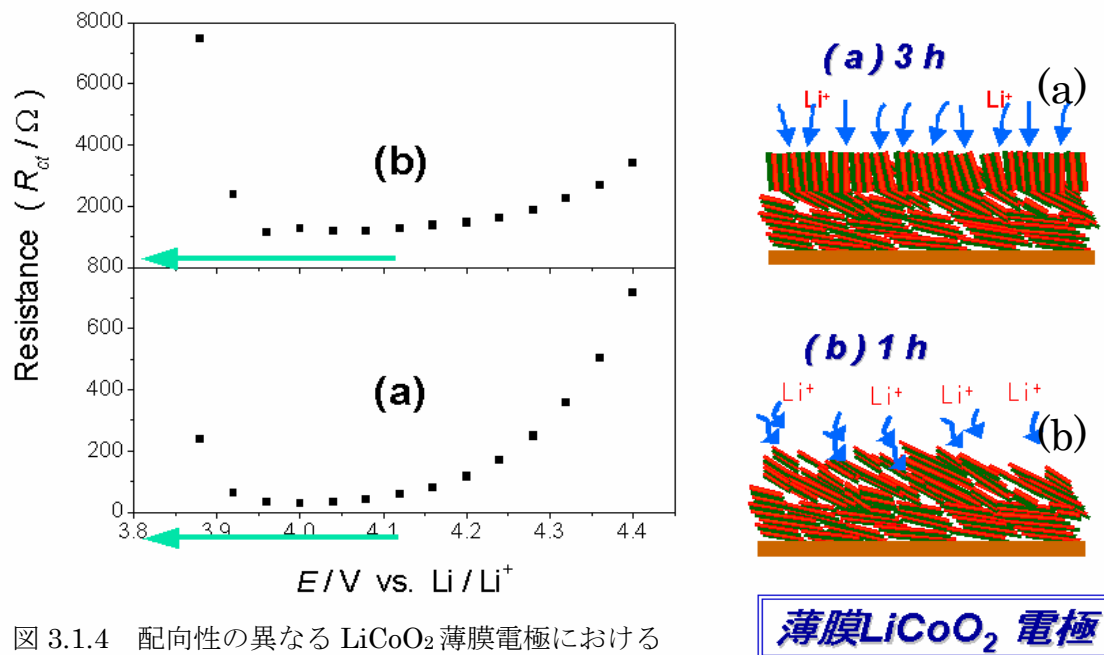 8000
6000
4000
2000
800
600
400
200
0
Resistance ( R_ct / Ω )
(b)
(a)
3.8 3.9 4.0 4.1 4.2 4.3 4.4
E / V vs. Li / Li⁺
図 3.1.4 配向性の異なる LiCoO₂ 薄膜電極における
(a) 3 h
(a)
Li⁺ Li⁺
(b) 1 h
Li⁺ Li⁺ Li⁺ Li⁺
(b)
薄膜LiCoO₂ 電極